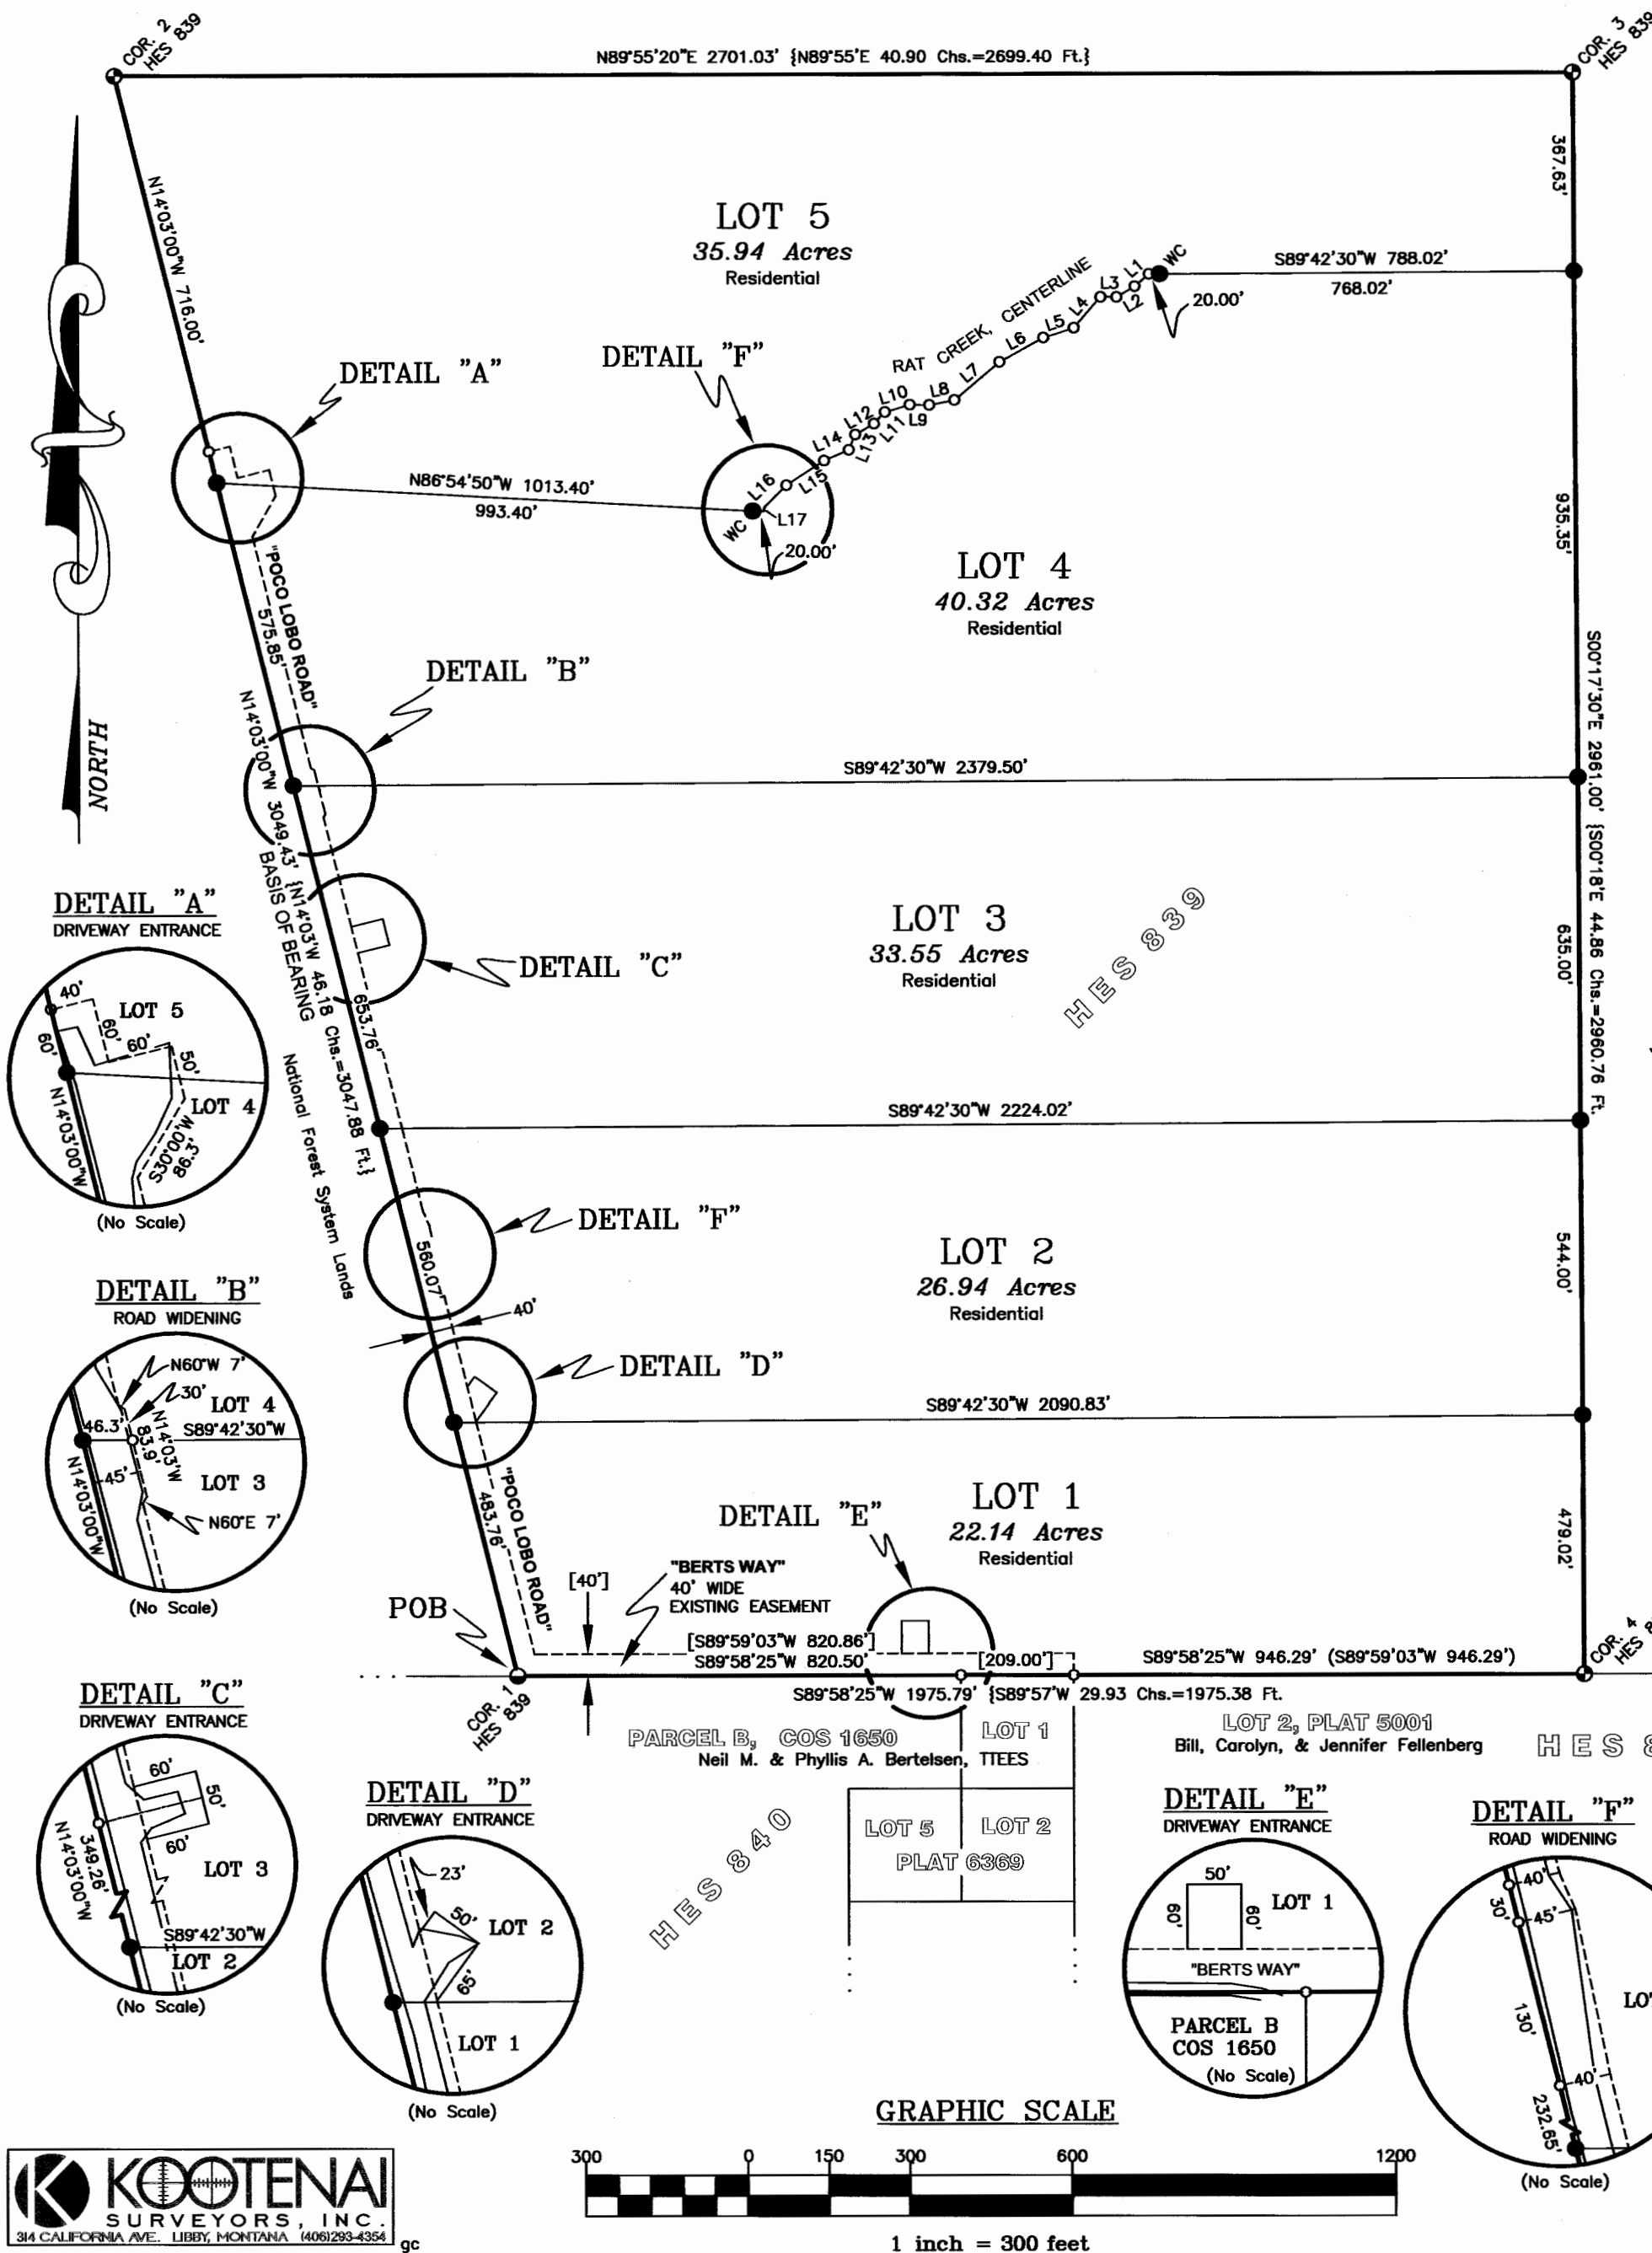 COR. 2
HES 839
N89°55'20"E 2701.03' {N89°55'E 40.90 Chs.=2699.40 Ft.}
COR. 3
HES 839
367.63'
N14°03'00"W 716.00'
LOT 5
35.94 Acres
Residential
RAT CREEK, CENTERLINE
L1
WC
L2
L3
L4
L5
L6
L7
L8
L9
L10
L11
L12
L13
L14
L15
L16
L17
S89°42'30"W 788.02'
768.02'
20.00'
DETAIL "A"
DETAIL "F"
N86°54'50"W 1013.40'
993.40'
WC
20.00'
935.35'
LOT 4
40.32 Acres
Residential
"POCO LOBO ROAD"
575.85'
DETAIL "B"
NORTH
S00°17'30"E 2961.00' {S00°18'E 44.86 Chs.=2960.76 Ft.
N14°03'00"W 3049.43' {N14°03'W 46.18 Chs.=3047.88 Ft.}
BASIS OF BEARING
S89°42'30"W 2379.50'
DETAIL "C"
LOT 3
33.55 Acres
Residential
HES 839
635.00'
653.76'
National Forest System Lands
DETAIL "A"
DRIVEWAY ENTRANCE
40'
LOT 5
60'
60'
60'
50'
LOT 4
N14°03'00"W
S30°00'W
86.3'
(No Scale)
S89°42'30"W 2224.02'
DETAIL "F"
560.07'
40'
LOT 2
26.94 Acres
Residential
544.00'
DETAIL "D"
DETAIL "B"
ROAD WIDENING
N60°W 7'
30'
LOT 4
46.3'
S89°42'30"W
N14°03'W
83.9'
45'
LOT 3
N14°03'00"W
N60°E 7'
(No Scale)
S89°42'30"W 2090.83'
483.76'
"POCO LOBO ROAD"
DETAIL "E"
LOT 1
22.14 Acres
Residential
479.02'
POB
[40']
"BERTS WAY"
40' WIDE
EXISTING EASEMENT
[S89°59'03"W 820.86']
S89°58'25"W 820.50'
[209.00']
S89°58'25"W 946.29' (S89°59'03"W 946.29')
S89°58'25"W 1975.79' {S89°57'W 29.93 Chs.=1975.38 Ft.
COR. 4
HES 8
COR. 1
HES 839
PARCEL B, COS 1650
Neil M. & Phyllis A. Bertelsen, TTEES
LOT 1
LOT 2, PLAT 5001
Bill, Carolyn, & Jennifer Fellenberg
HES 8
LOT 5
LOT 2
PLAT 6369
HES 840
DETAIL "C"
DRIVEWAY ENTRANCE
60'
50'
60'
349.26'
N14°03'00"W
LOT 3
S89°42'30"W
LOT 2
(No Scale)
DETAIL "D"
DRIVEWAY ENTRANCE
23'
50'
LOT 2
65'
LOT 1
(No Scale)
DETAIL "E"
DRIVEWAY ENTRANCE
50'
60'
60'
LOT 1
"BERTS WAY"
PARCEL B
COS 1650
(No Scale)
DETAIL "F"
ROAD WIDENING
40'
30'
45'
LOT
130'
40'
232.65'
(No Scale)
GRAPHIC SCALE
300 0 150 300 600 1200
1 inch = 300 feet
K KOOTENAI
SURVEYORS, INC.
314 CALIFORNIA AVE. LIBBY, MONTANA (406)293-4354
gc